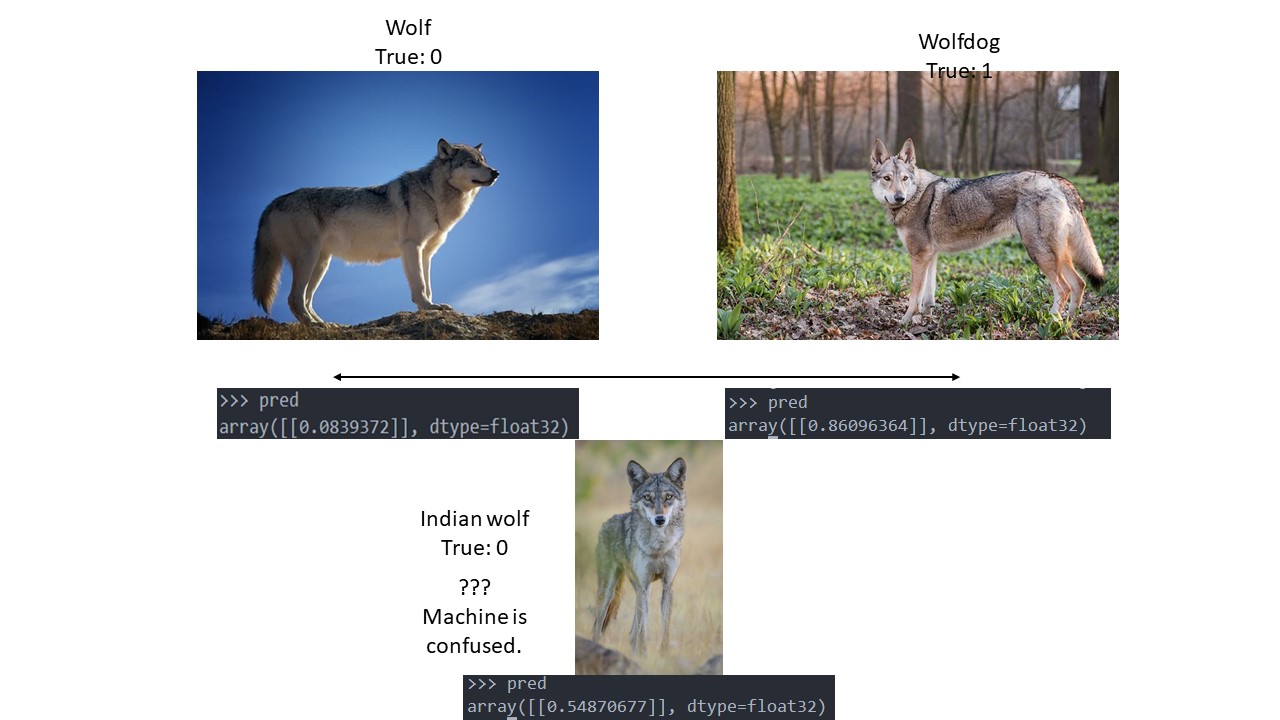 Wolf
True: 0
Wolfdog
True: 1
>>> pred
array([[0.0839372]], dtype=float32)
>>> pred
array([[0.86096364]], dtype=float32)
Indian wolf
True: 0
???
Machine is
confused.
>>> pred
array([[0.54870677]], dtype=float32)